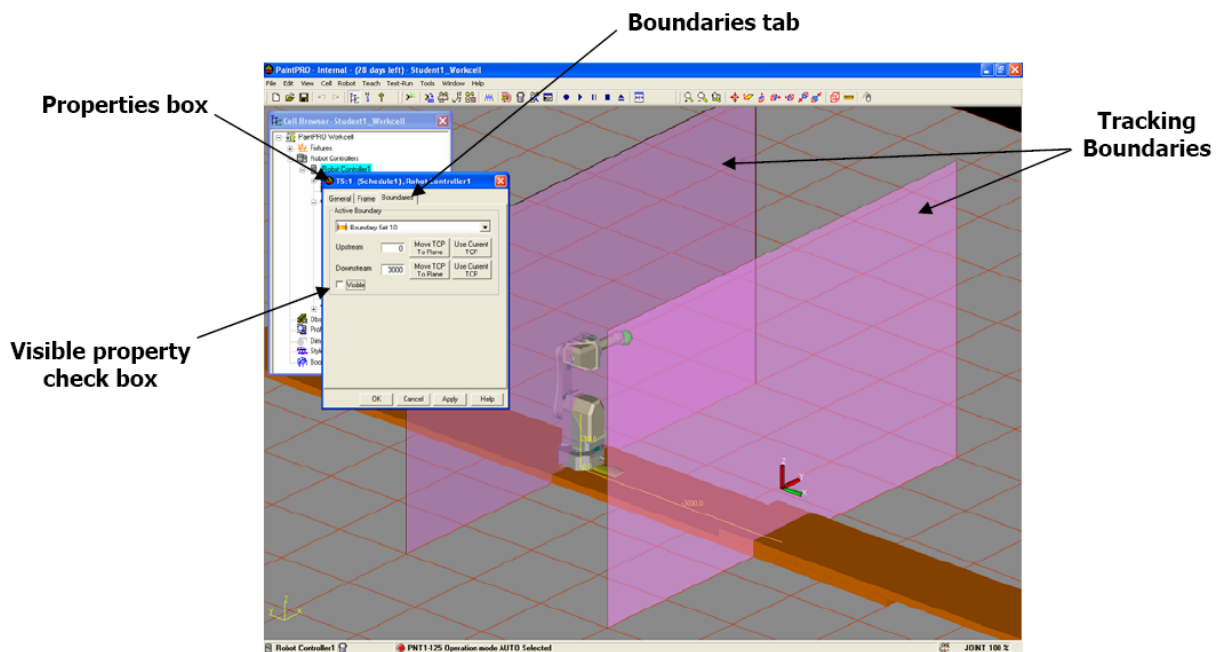 Boundaries tab
Properties box
Tracking
Boundaries
Visible property
check box
PaintPRO - Internal - (28 days left) - Student1_Workcell
File Edit View Cell Robot Teach Test-Run Tools Window Help
Cell Browser - Student1_Workcell
PaintPRO Workcell
Fixtures
Robot Controllers
Robot Controller1
TS:1 (Schedule1), Robot Controller1
General Frame Boundaries
Active Boundary
Boundary Set 10
Upstream 0 Move TCP To Plane Use Current TCP
Downstream 3000 Move TCP To Plane Use Current TCP
Visible
OK Cancel Apply Help
Z
Y
X
Z
Y X
Robot Controller1 PNT1-125 Operation mode AUTO Selected JOINT 100 %